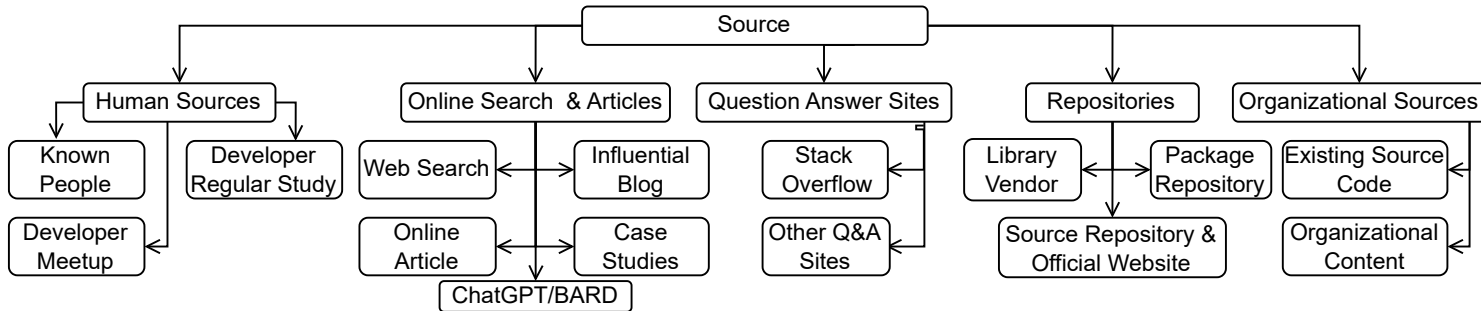 Source
Human Sources
Online Search & Articles
Question Answer Sites
Repositories
Organizational Sources
Known
People
Developer
Regular Study
Developer
Meetup
Web Search
Influential
Blog
Online
Article
Case
Studies
ChatGPT/BARD
Stack
Overflow
Other Q&A
Sites
Library
Vendor
Package
Repository
Source Repository &
Official Website
Existing Source
Code
Organizational
Content